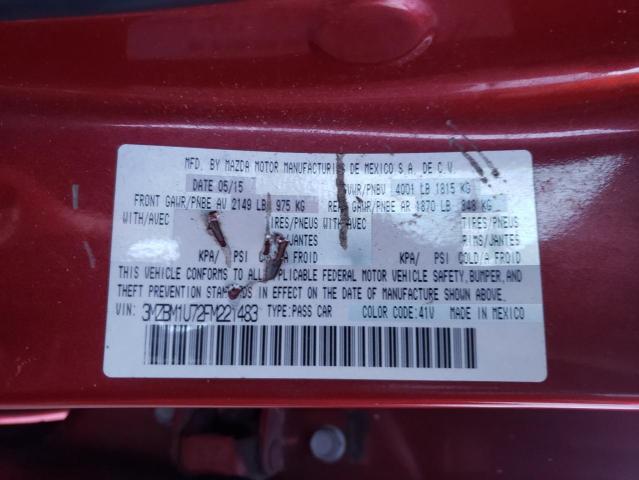 MFD. BY MAZDA MOTOR MANUFACTURING DE MEXICO S.A. DE C.V.
DATE 05/15 GVWR/PNBV 4001 LB 1815 KG
FRONT GAWR/PNBE AV 2149 LB 975 KG REAR GAWR/PNBE AR 1870 LB 848 KG
WITH/AVEC TIRES/PNEUS WITH/AVEC TIRES/PNEUS
RIMS/JANTES RIMS/JANTES
KPA/ PSI COLD/A FROID KPA/ PSI COLD/A FROID
THIS VEHICLE CONFORMS TO ALL APPLICABLE FEDERAL MOTOR VEHICLE SAFETY, BUMPER, AND
THEFT PREVENTION STANDARDS IN EFFECT ON THE DATE OF MANUFACTURE SHOWN ABOVE.
VIN: TYPE:PASS CAR COLOR CODE: 41V MADE IN MEXICO